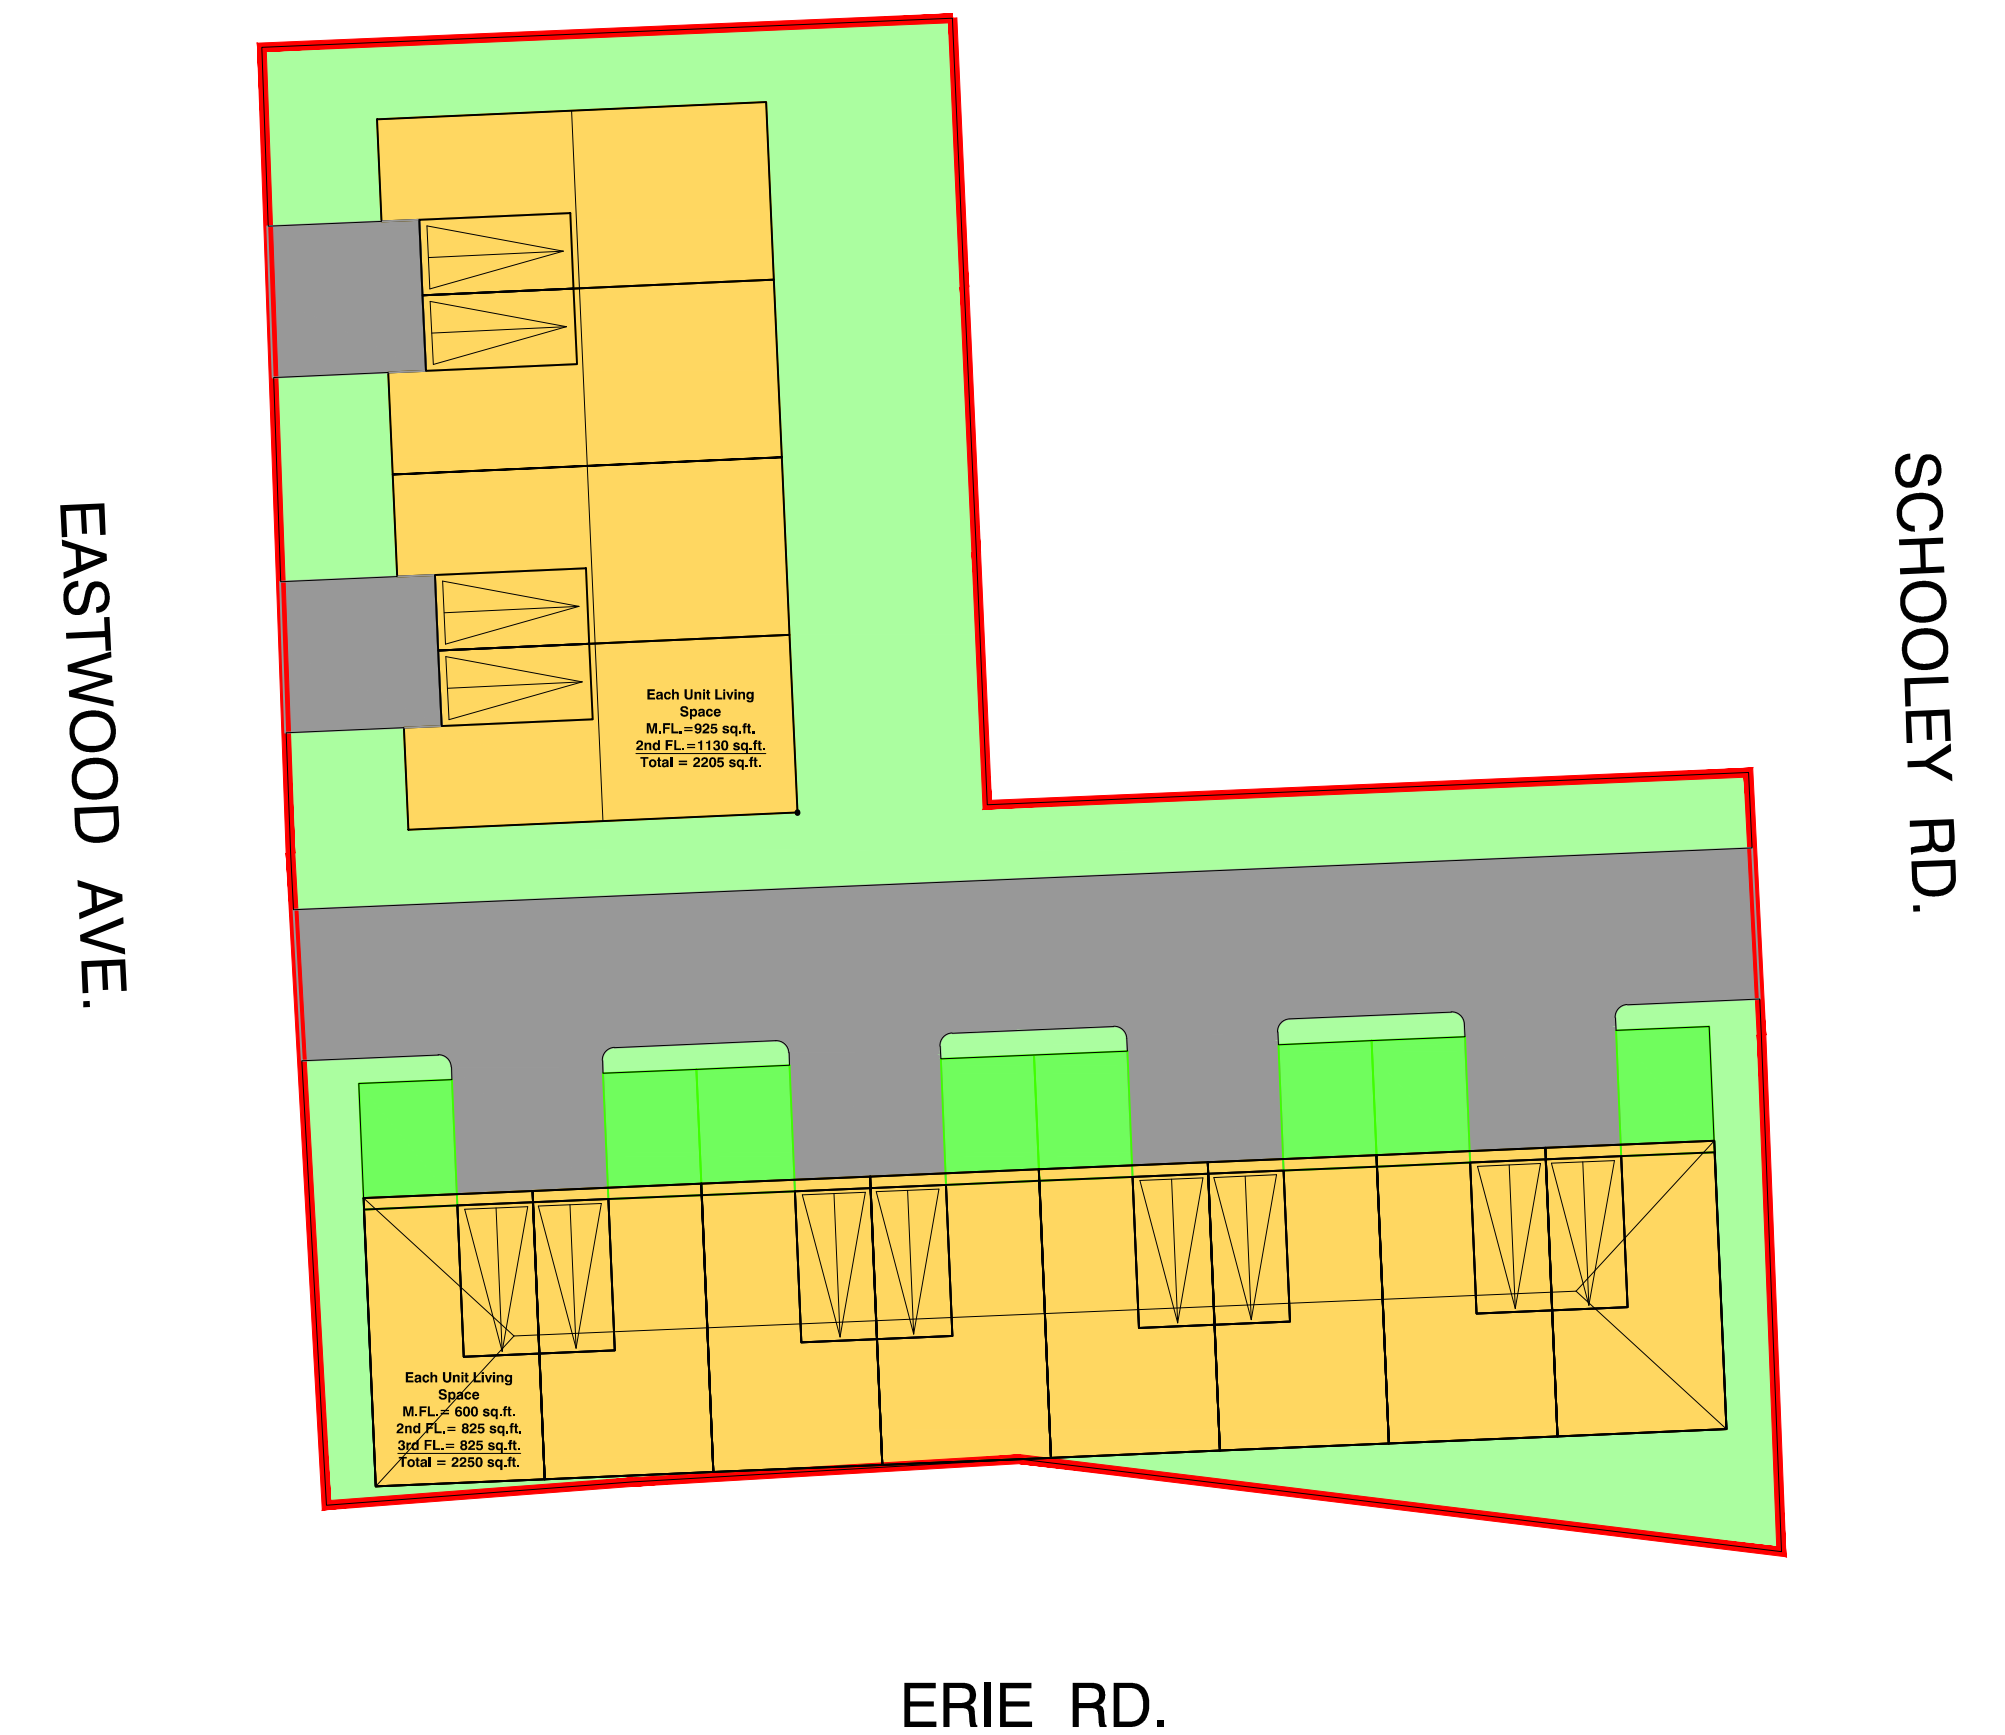 EASTWOOD AVE.
SCHOOLEY RD.
Each Unit Living
Space
M.FL.=925 sq.ft.
2nd FL.=1130 sq.ft.
Total = 2205 sq.ft.
Each Unit Living
Space
M.FL.= 600 sq.ft.
2nd FL.= 825 sq.ft.
3rd FL.= 825 sq.ft.
Total = 2250 sq.ft.
ERIE RD.